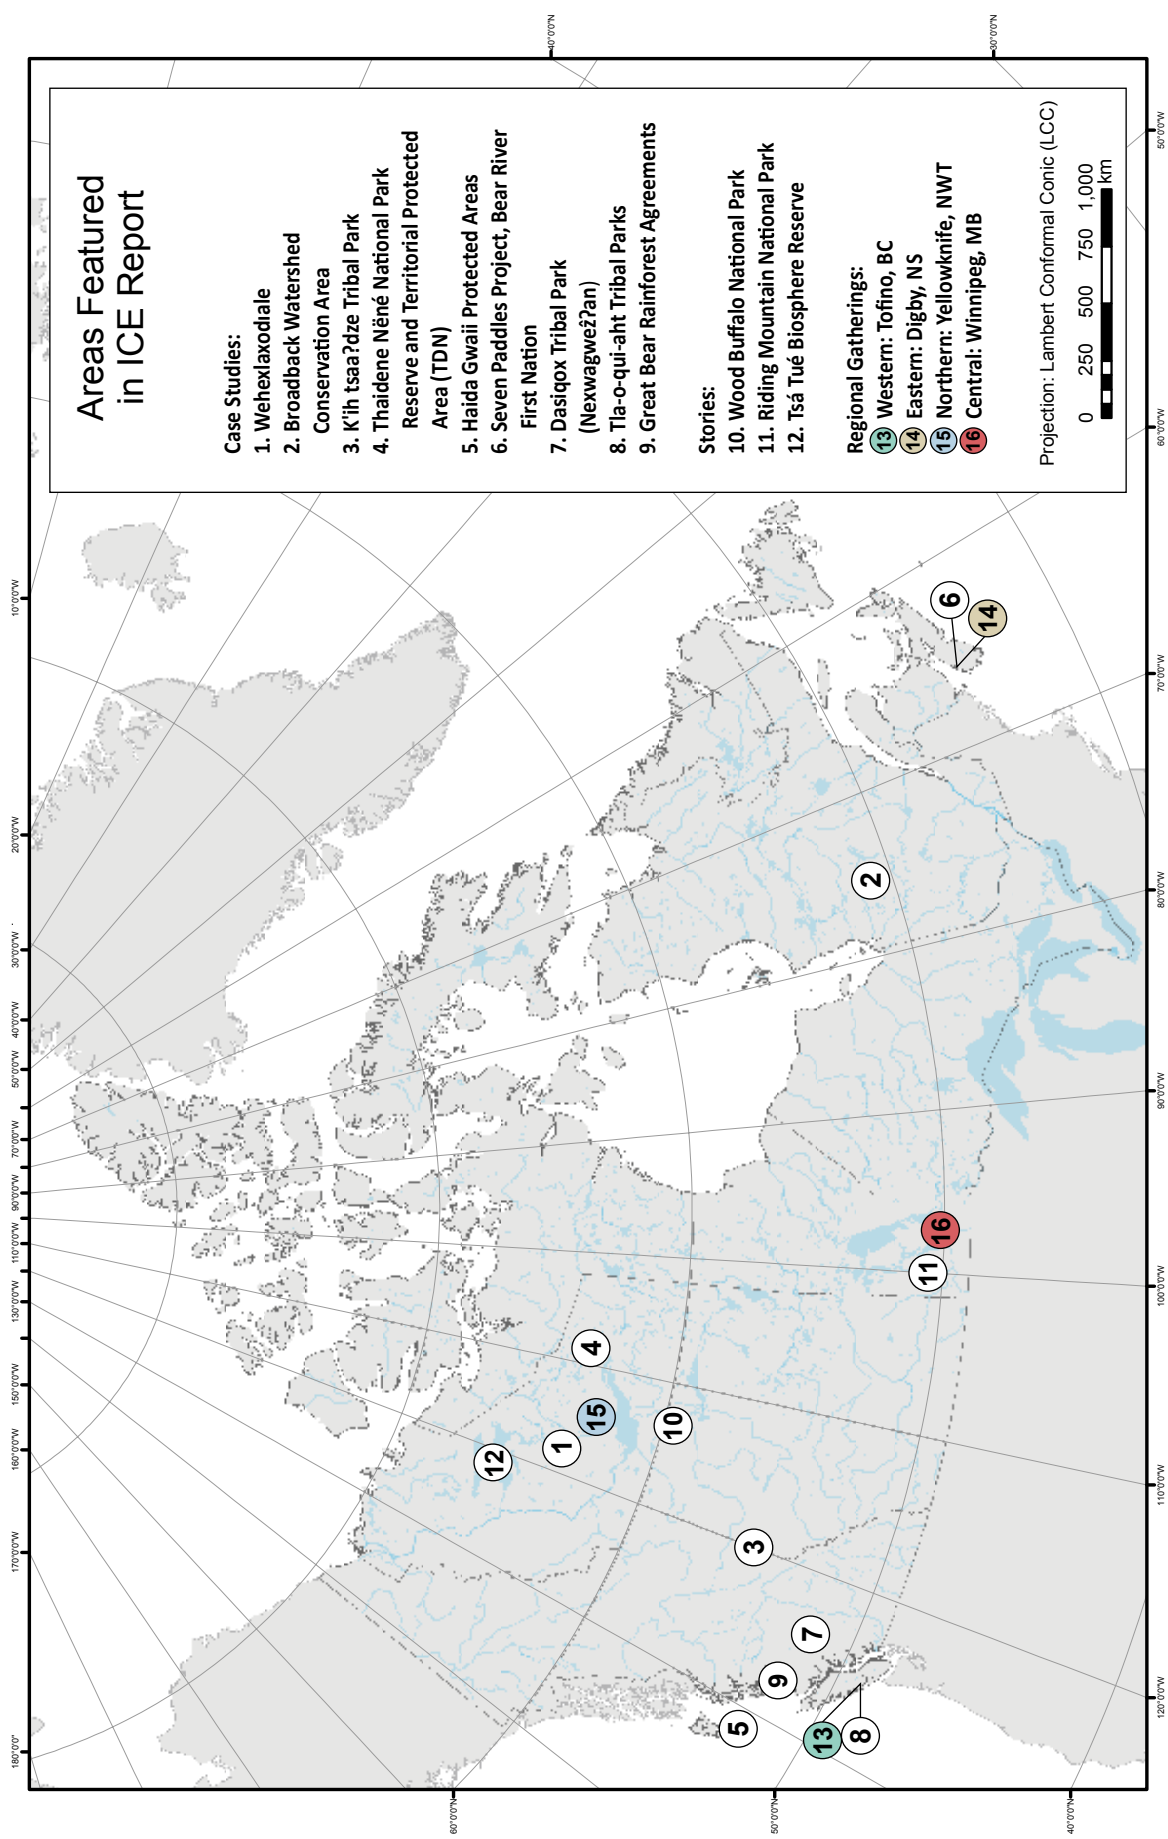 180°0'0"
170°0'0"W
160°0'0"W
150°0'0"W
130°0'0"W
110°0'0"W
90°0'0"W
70°0'0"W
50°0'0"W
40°0'0"W
30°0'0"W
20°0'0"W
10°0'0"W
60°0'0"N
50°0'0"N
40°0'0"N
12
1
15
4
10
5
3
9
7
13
8
11
16
2
6
14
Areas Featured
in ICE Report
Case Studies:
1. Wehexlaxodıale
2. Broadback Watershed
Conservation Area
3. K'ih tsaaʔdze Tribal Park
4. Thaidene Nëné National Park
Reserve and Territorial Protected
Area (TDN)
5. Haida Gwaii Protected Areas
6. Seven Paddles Project, Bear River
First Nation
7. Dasiqox Tribal Park
(Nexwagweẑʔan)
8. Tla-o-qui-aht Tribal Parks
9. Great Bear Rainforest Agreements
Stories:
10. Wood Buffalo National Park
11. Riding Mountain National Park
12. Tsá Tué Biosphere Reserve
Regional Gatherings:
13 Western: Tofino, BC
14 Eastern: Digby, NS
15 Northern: Yellowknife, NWT
16 Central: Winnipeg, MB
Projection: Lambert Conformal Conic (LCC)
0 250 500 750 1,000
km
40°0'0"N
30°0'0"N
120°0'0"W
110°0'0"W
100°0'0"W
90°0'0"W
80°0'0"W
70°0'0"W
60°0'0"W
50°0'0"W